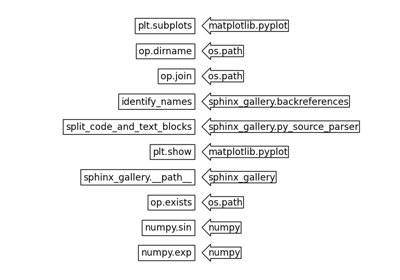 plt.subplots matplotlib.pyplot
op.dirname os.path
op.join os.path
identify_names sphinx_gallery.backreferences
split_code_and_text_blocks sphinx_gallery.py_source_parser
plt.show matplotlib.pyplot
sphinx_gallery.__path__ sphinx_gallery
op.exists os.path
numpy.sin numpy
numpy.exp numpy